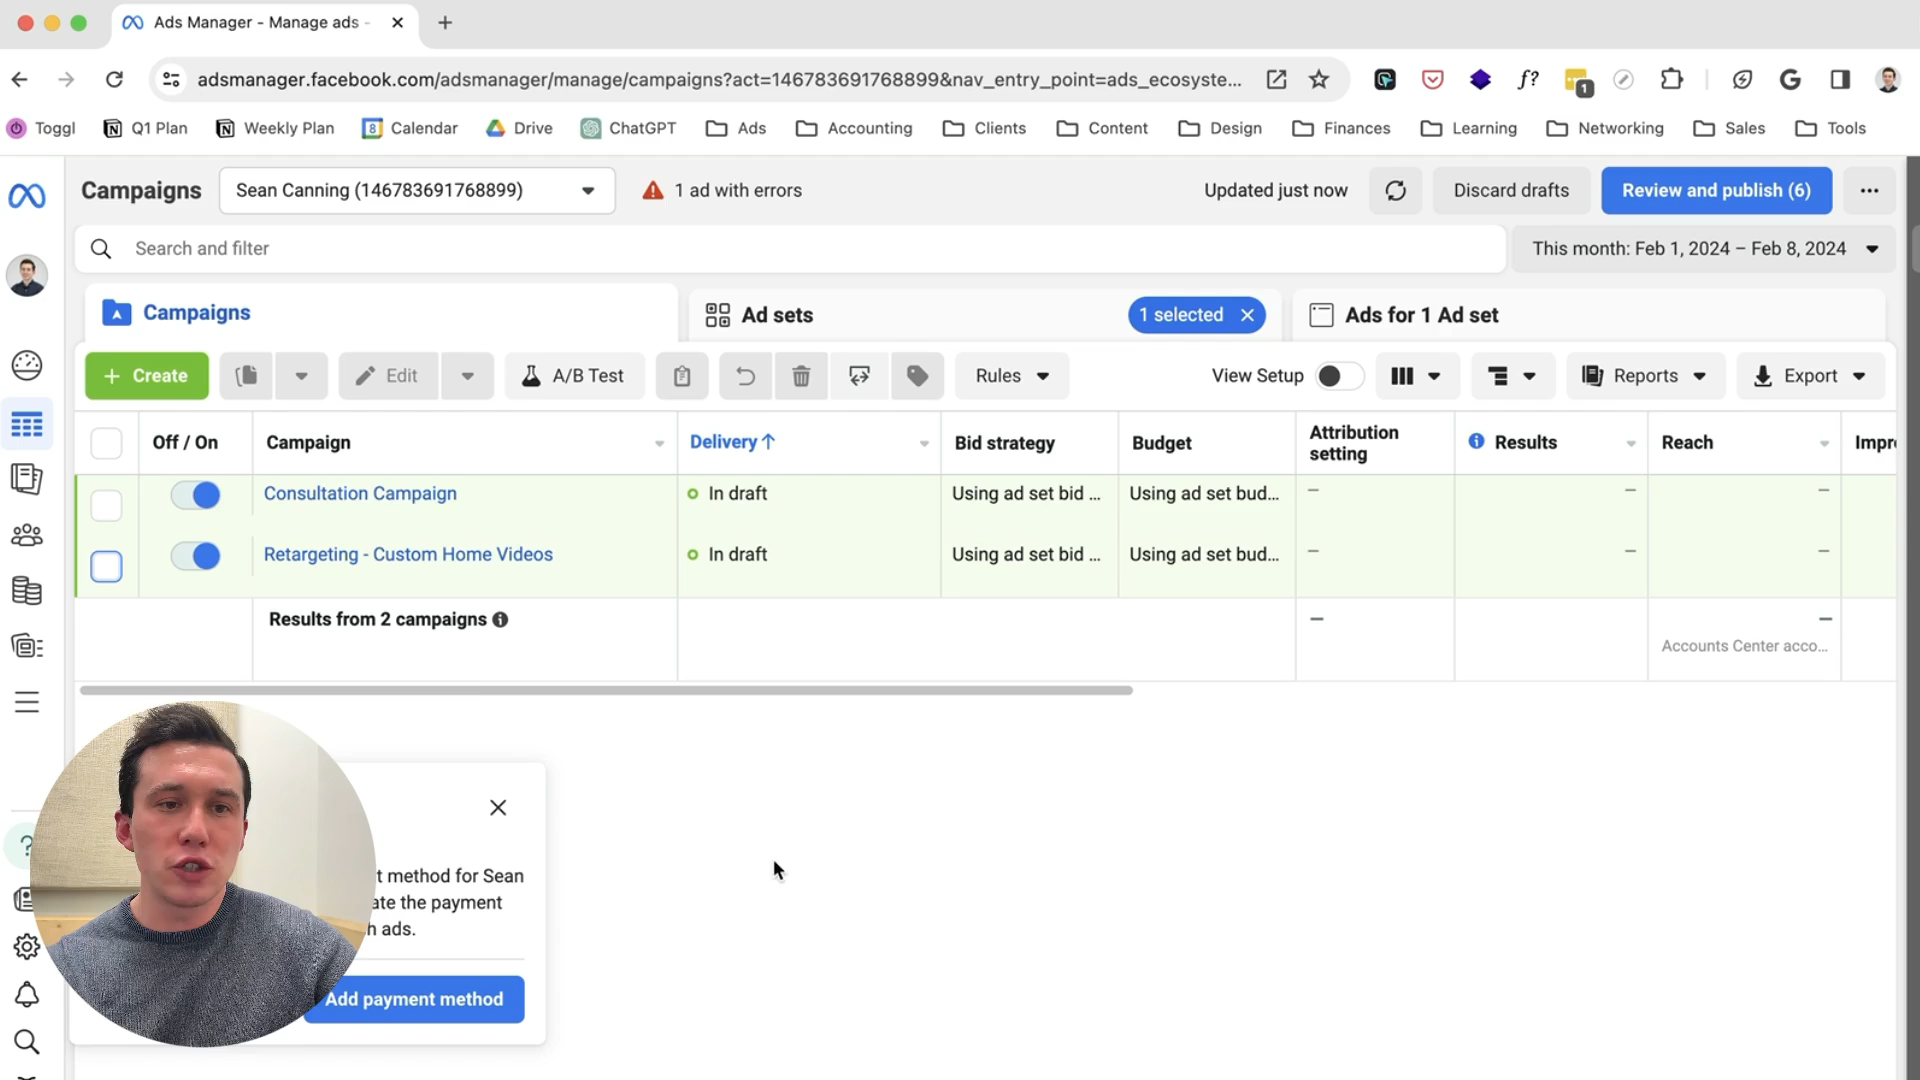 Ads Manager - Manage ads -
adsmanager.facebook.com/adsmanager/manage/campaigns?act=146783691768899&nav_entry_point=ads_ecosyste...
f?
1
Toggl
Q1 Plan
Weekly Plan
8
Calendar
Drive
ChatGPT
Ads
Accounting
Clients
Content
Design
Finances
Learning
Networking
Sales
Tools
Campaigns
Sean Canning (146783691768899)
1 ad with errors
Updated just now
Discard drafts
Review and publish (6)
Search and filter
This month: Feb 1, 2024 – Feb 8, 2024
Campaigns
Ad sets
1 selected
Ads for 1 Ad set
+ Create
Edit
A/B Test
Rules
View Setup
Reports
Export
Off / On
Campaign
Delivery ↑
Bid strategy
Budget
Attribution
setting
Results
Reach
Impre
Consultation Campaign
In draft
Using ad set bid ...
Using ad set bud...
–
–
–
Retargeting - Custom Home Videos
In draft
Using ad set bid ...
Using ad set bud...
–
–
–
Results from 2 campaigns
–
–
Accounts Center acco...
t method for Sean
ate the payment
h ads.
Add payment method
?